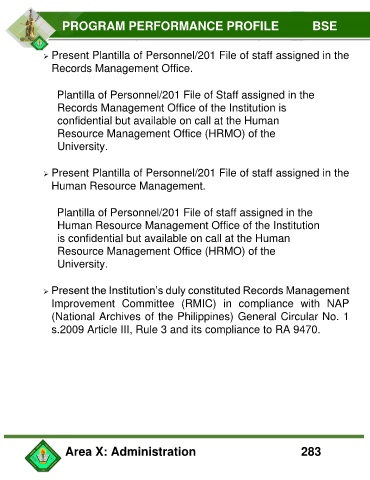 PROGRAM PERFORMANCE PROFILE BSE
➢ Present Plantilla of Personnel/201 File of staff assigned in the
Records Management Office.
Plantilla of Personnel/201 File of Staff assigned in the
Records Management Office of the Institution is
confidential but available on call at the Human
Resource Management Office (HRMO) of the
University.
➢ Present Plantilla of Personnel/201 File of staff assigned in the
Human Resource Management.
Plantilla of Personnel/201 File of staff assigned in the
Human Resource Management Office of the Institution
is confidential but available on call at the Human
Resource Management Office (HRMO) of the
University.
➢ Present the Institution's duly constituted Records Management
Improvement Committee (RMIC) in compliance with NAP
(National Archives of the Philippines) General Circular No. 1
s.2009 Article III, Rule 3 and its compliance to RA 9470.
Area X: Administration 283